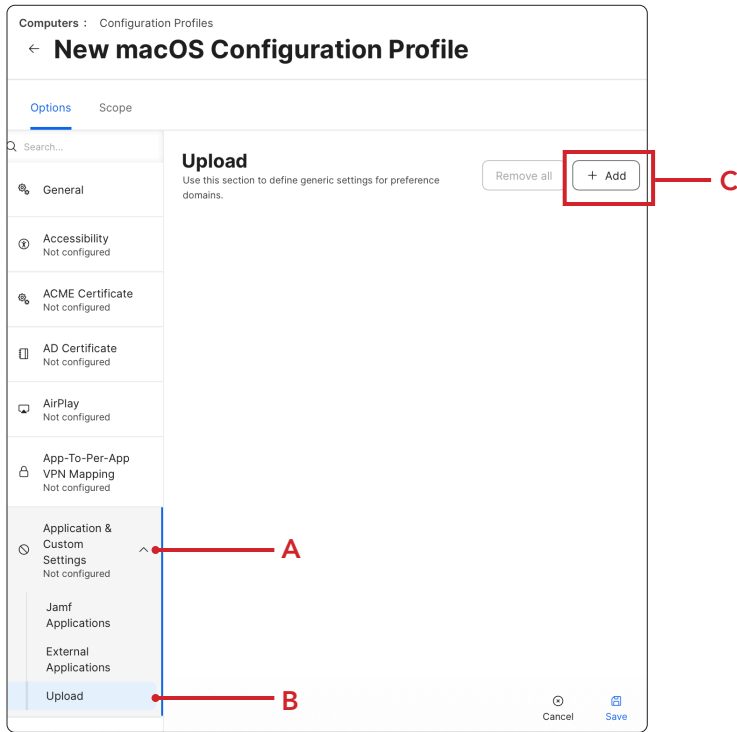 Computers : Configuration Profiles
← New macOS Configuration Profile
Options Scope
Search...
Upload
Use this section to define generic settings for preference
domains.
Remove all
+ Add
C
General
Accessibility
Not configured
ACME Certificate
Not configured
AD Certificate
Not configured
AirPlay
Not configured
App-To-Per-App
VPN Mapping
Not configured
Application &
Custom
Settings
Not configured
A
Jamf
Applications
External
Applications
Upload
B
Cancel
Save